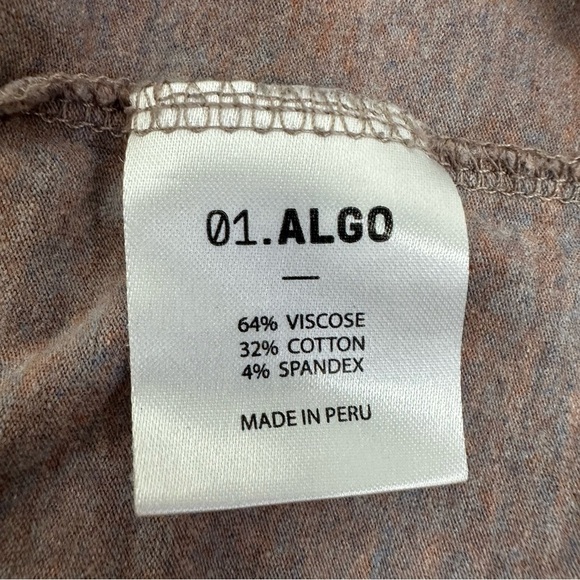 01.ALGO
64% VISCOSE
32% COTTON
4% SPANDEX
MADE IN PERU